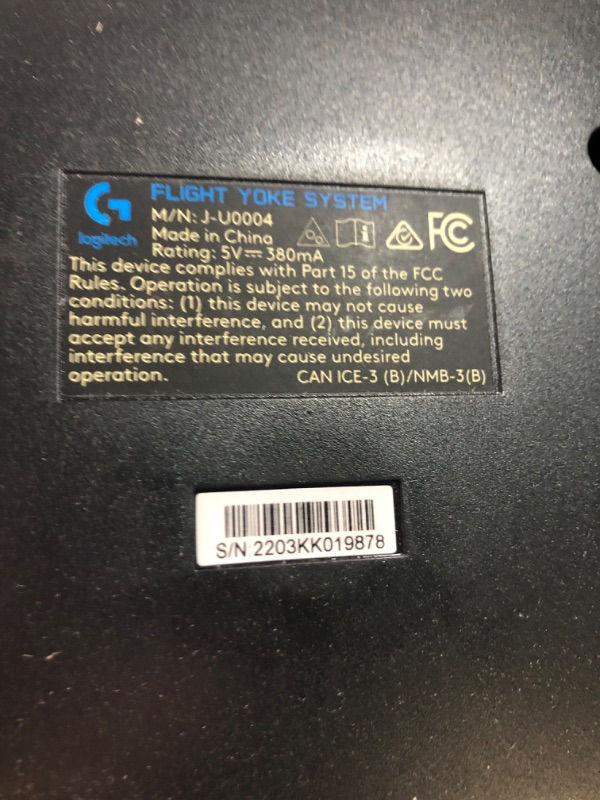 FLIGHT YOKE SYSTEM
logitech
M/N: J-U0004
Made in China
Rating: 5V⎓380mA
FC
This device complies with Part 15 of the FCC
Rules. Operation is subject to the following two
conditions: (1) this device may not cause
harmful interference, and (2) this device must
accept any interference received, including
interference that may cause undesired
operation.
CAN ICE-3 (B)/NMB-3(B)
S/N 2203KK019878